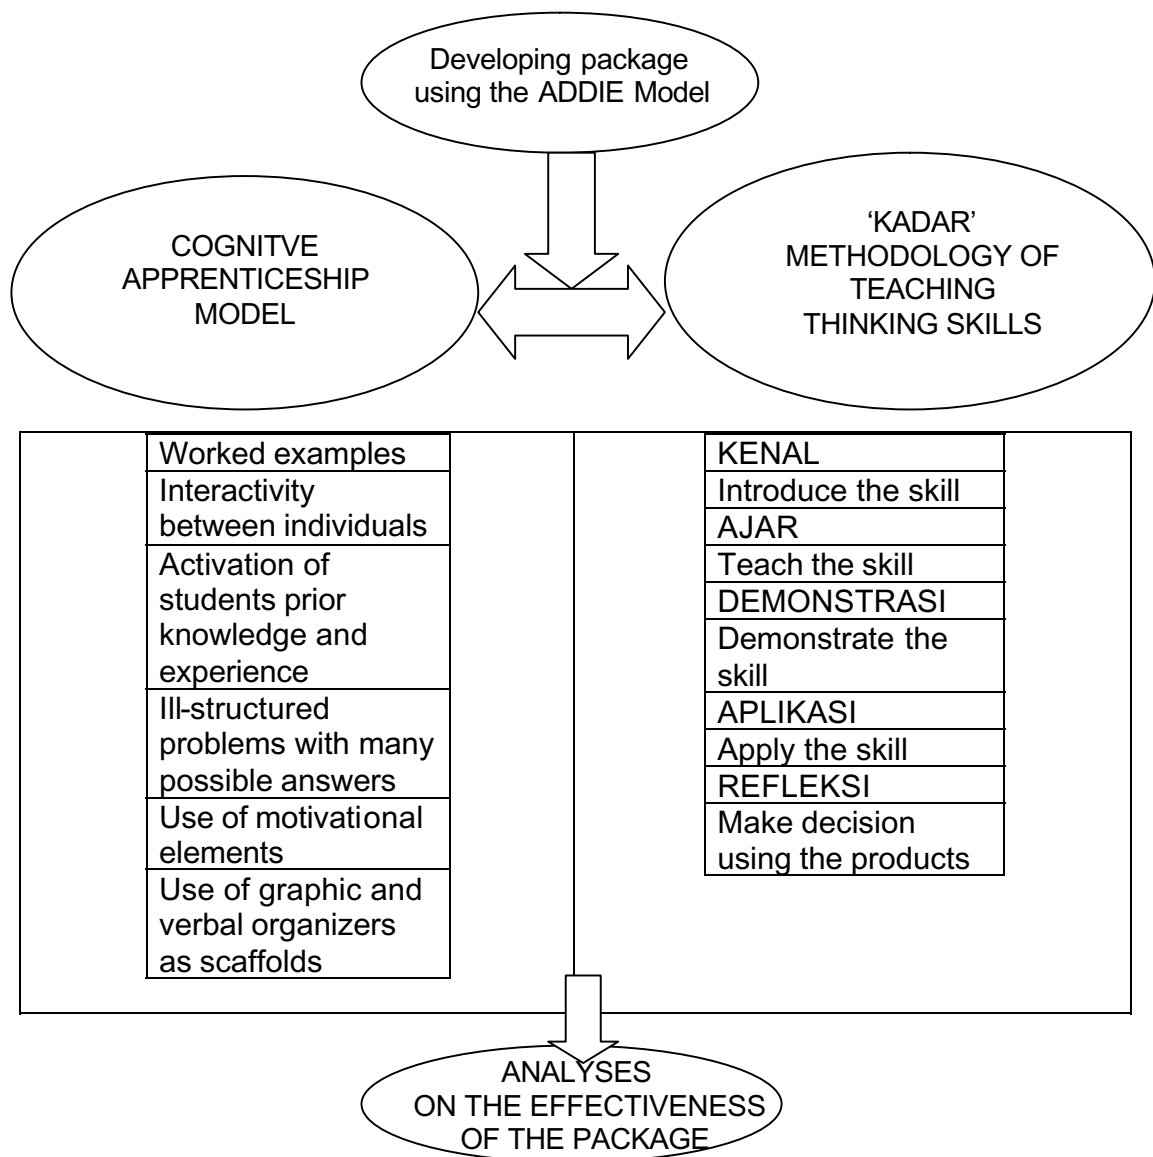 Developing package
using the ADDIE Model
COGNITVE
APPRENTICESHIP
MODEL
‘KADAR’
METHODOLOGY OF
TEACHING
THINKING SKILLS
Worked examples
Interactivity
between individuals
Activation of
students prior
knowledge and
experience
Ill-structured
problems with many
possible answers
Use of motivational
elements
Use of graphic and
verbal organizers
as scaffolds
KENAL
Introduce the skill
AJAR
Teach the skill
DEMONSTRASI
Demonstrate the
skill
APLIKASI
Apply the skill
REFLEKSI
Make decision
using the products
ANALYSES
ON THE EFFECTIVENESS
OF THE PACKAGE